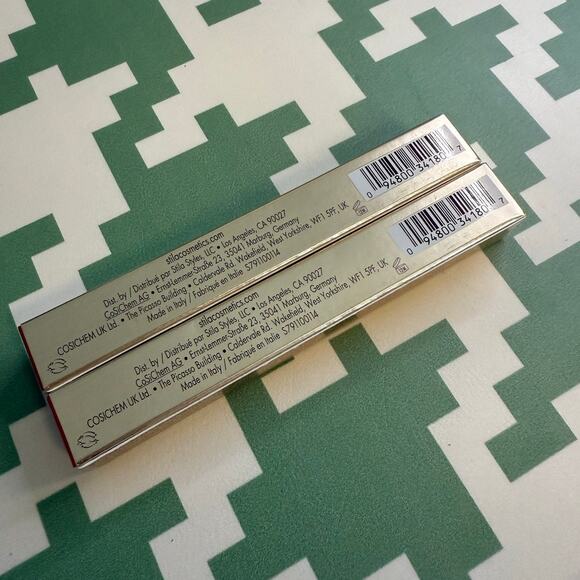 stilacosmetics.com
Dist. by / Distribué par Stila Styles, LLC • Los Angeles, CA 90027
CosiChem AG • Ernst-Lemmer-Straße 23, 35041 Marburg, Germany
COSICHEM UK Ltd. • The Picasso Building • Caldervale Rd. Wakefield, West Yorkshire, WF1 5PF, UK
Made in Italy / Fabriqué en Italie S791100114
0 94800 34180 7
stilacosmetics.com
Dist. by / Distribué par Stila Styles, LLC • Los Angeles, CA 90027
CosiChem AG • Ernst-Lemmer-Straße 23, 35041 Marburg, Germany
COSICHEM UK Ltd. • The Picasso Building • Caldervale Rd. Wakefield, West Yorkshire, WF1 5PF, UK
Made in Italy / Fabriqué en Italie S791100114
0 94800 34180 7